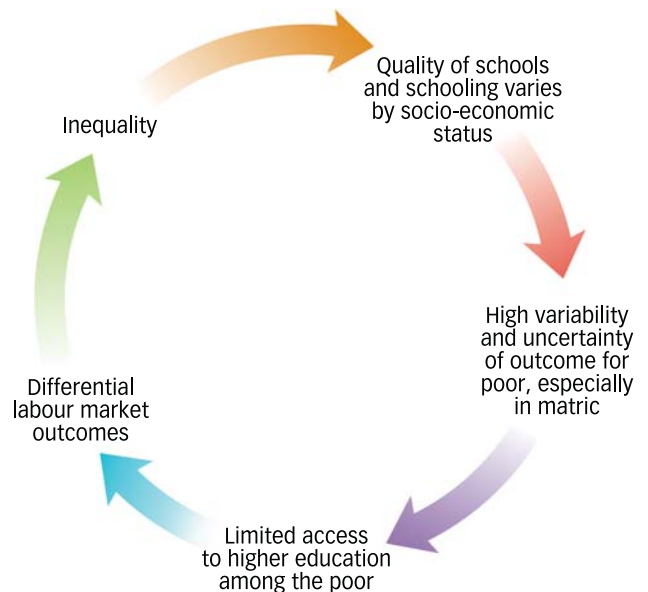 Inequality
Quality of schools
and schooling varies
by socio-economic
status
High variability
and uncertainty
of outcome for
poor, especially
in matric
Limited access
to higher education
among the poor
Differential
labour market
outcomes